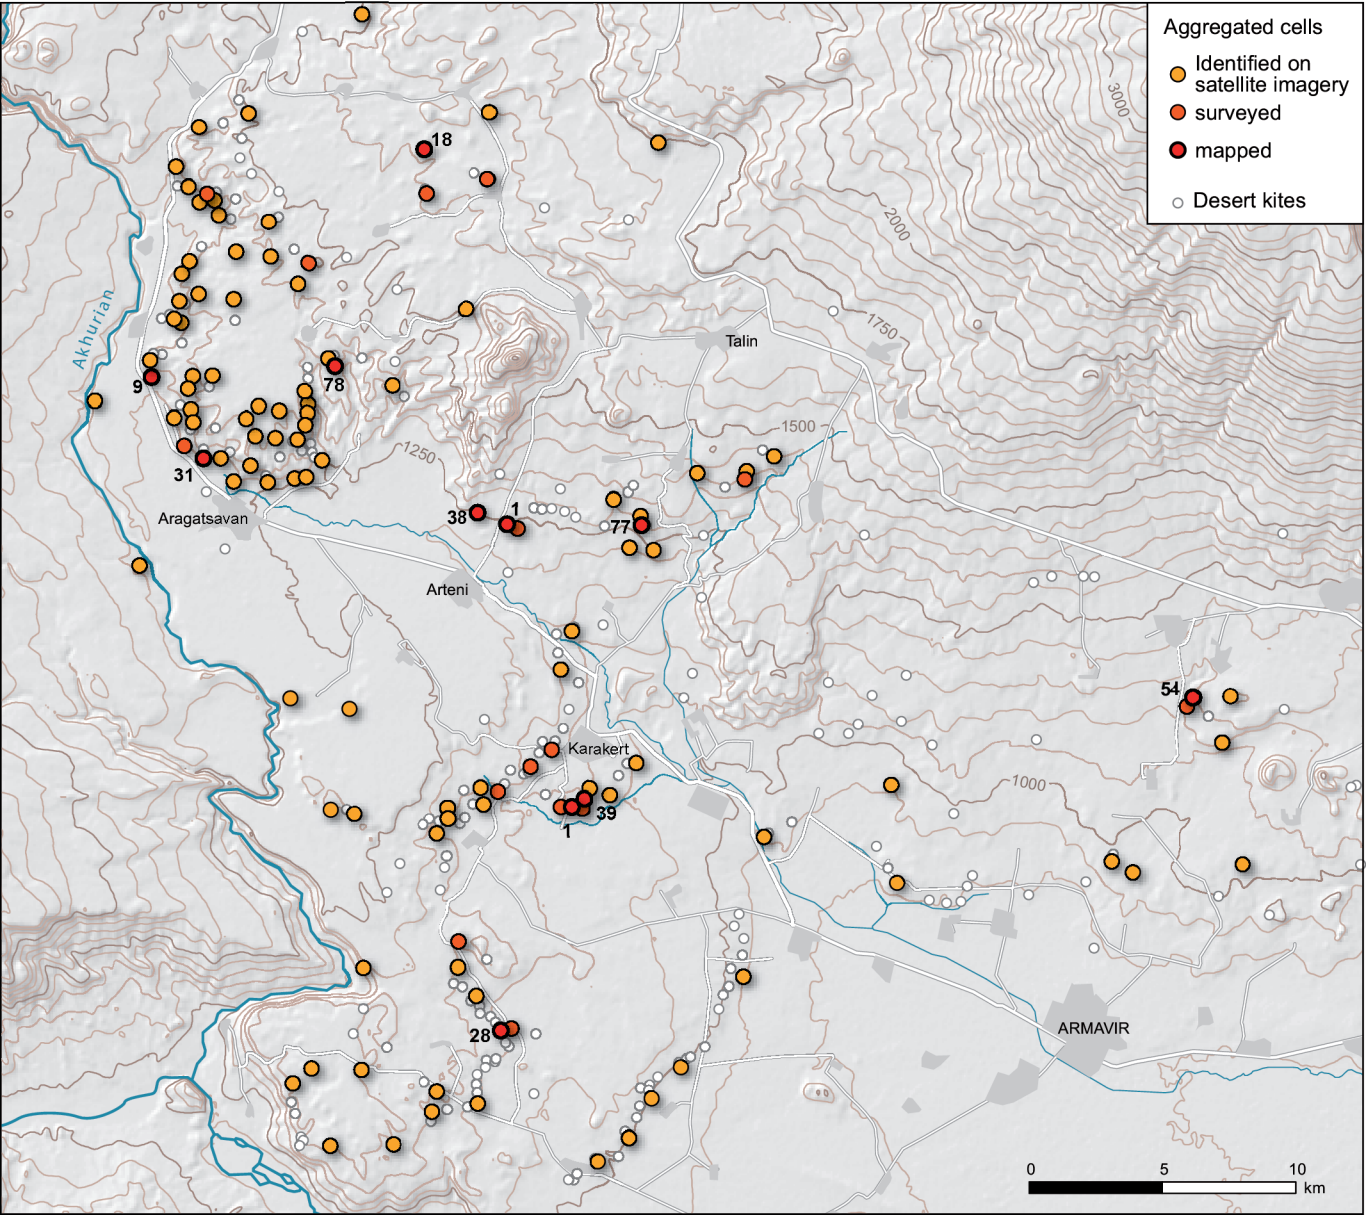 Aggregated cells
Identified on
satellite imagery
surveyed
mapped
Desert kites
3000
18
2000
Akhurian
1750
Talin
9
78
1500
1250
31
38
1
77
Aragatsavan
Arteni
54
Karakert
1000
39
1
28
ARMAVIR
0 5 10
km